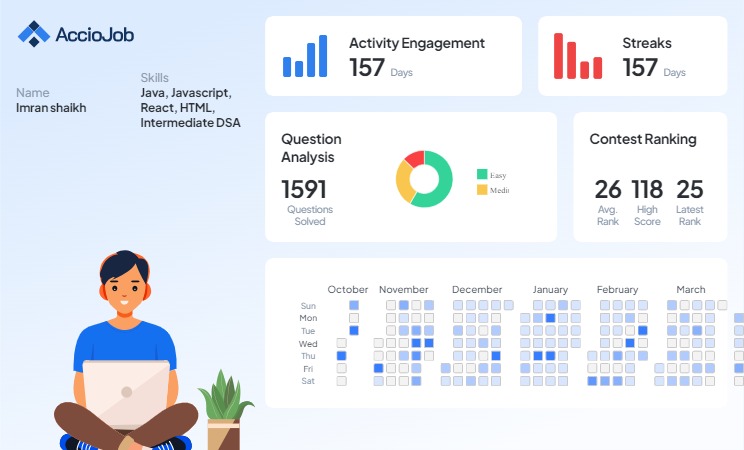 AccioJob
Name
Imran shaikh
Skills
Java, Javascript,
React, HTML,
Intermediate DSA
Activity Engagement
157 Days
Streaks
157 Days
Question
Analysis
1591
Questions
Solved
Easy
Medi
Contest Ranking
26 118 25
Avg. High Latest
Rank Score Rank
October November December January February March
Sun
Mon
Tue
Wed
Thu
Fri
Sat